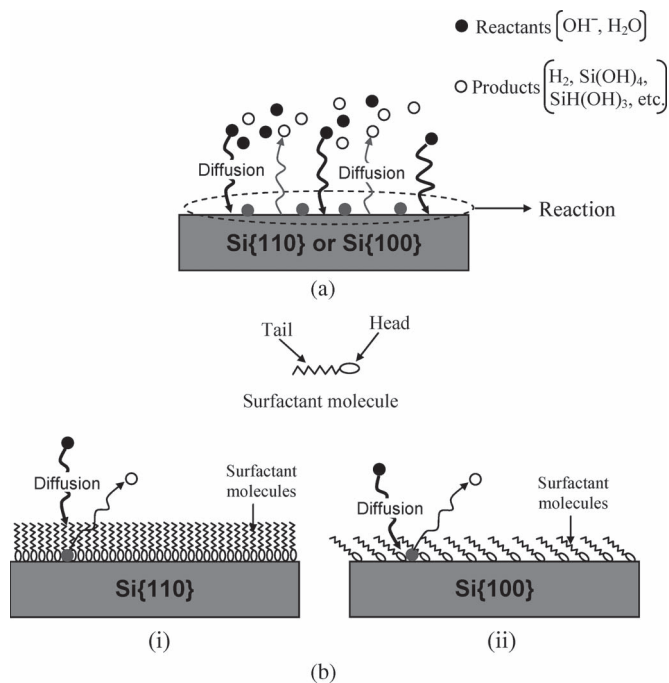 Reactants [OH⁻, H₂O]
Products [H₂, Si(OH)₄,
SiH(OH)₃, etc.]
Diffusion
Diffusion
Reaction
Si{110} or Si{100}
(a)
Tail
Head
Surfactant molecule
Diffusion
Surfactant
molecules
Si{110}
(i)
Diffusion
Surfactant
molecules
Si{100}
(ii)
(b)